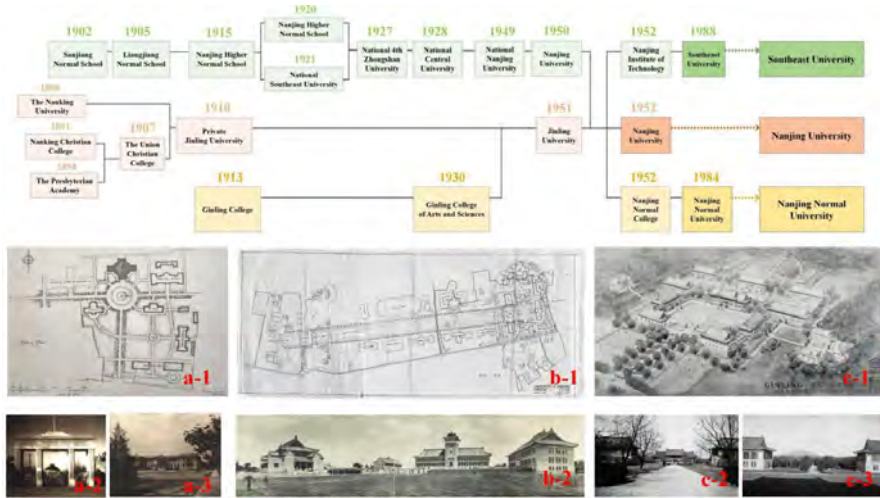 1920
1902
1905
1915
Nanjing Higher
Normal School
1927
1928
1949
1950
1952
1988
Sanjiang
Normal School
Liangjiang
Normal School
Nanjing Higher
Normal School
1921
National
Southeast University
National 4th
Zhongshan
University
National
Central
University
National
Nanjing
University
Nanjing
University
Nanjing
Institute of
Technology
Southeast
University
Southeast University
The Nanking
University
1910
1951
1952
Nanking Christian
College
1907
The Union
Christian
College
Private
Jinling University
Jinling
University
Nanjing
University
Nanjing University
The Presbyterian
Academy
1913
1930
1952
1984
Ginling College
Ginling College
of Arts and Sciences
Nanjing
Normal
College
Nanjing
Normal
University
Nanjing Normal
University
a-1
b-1
c-1
a-2
a-3
b-2
c-2
c-3